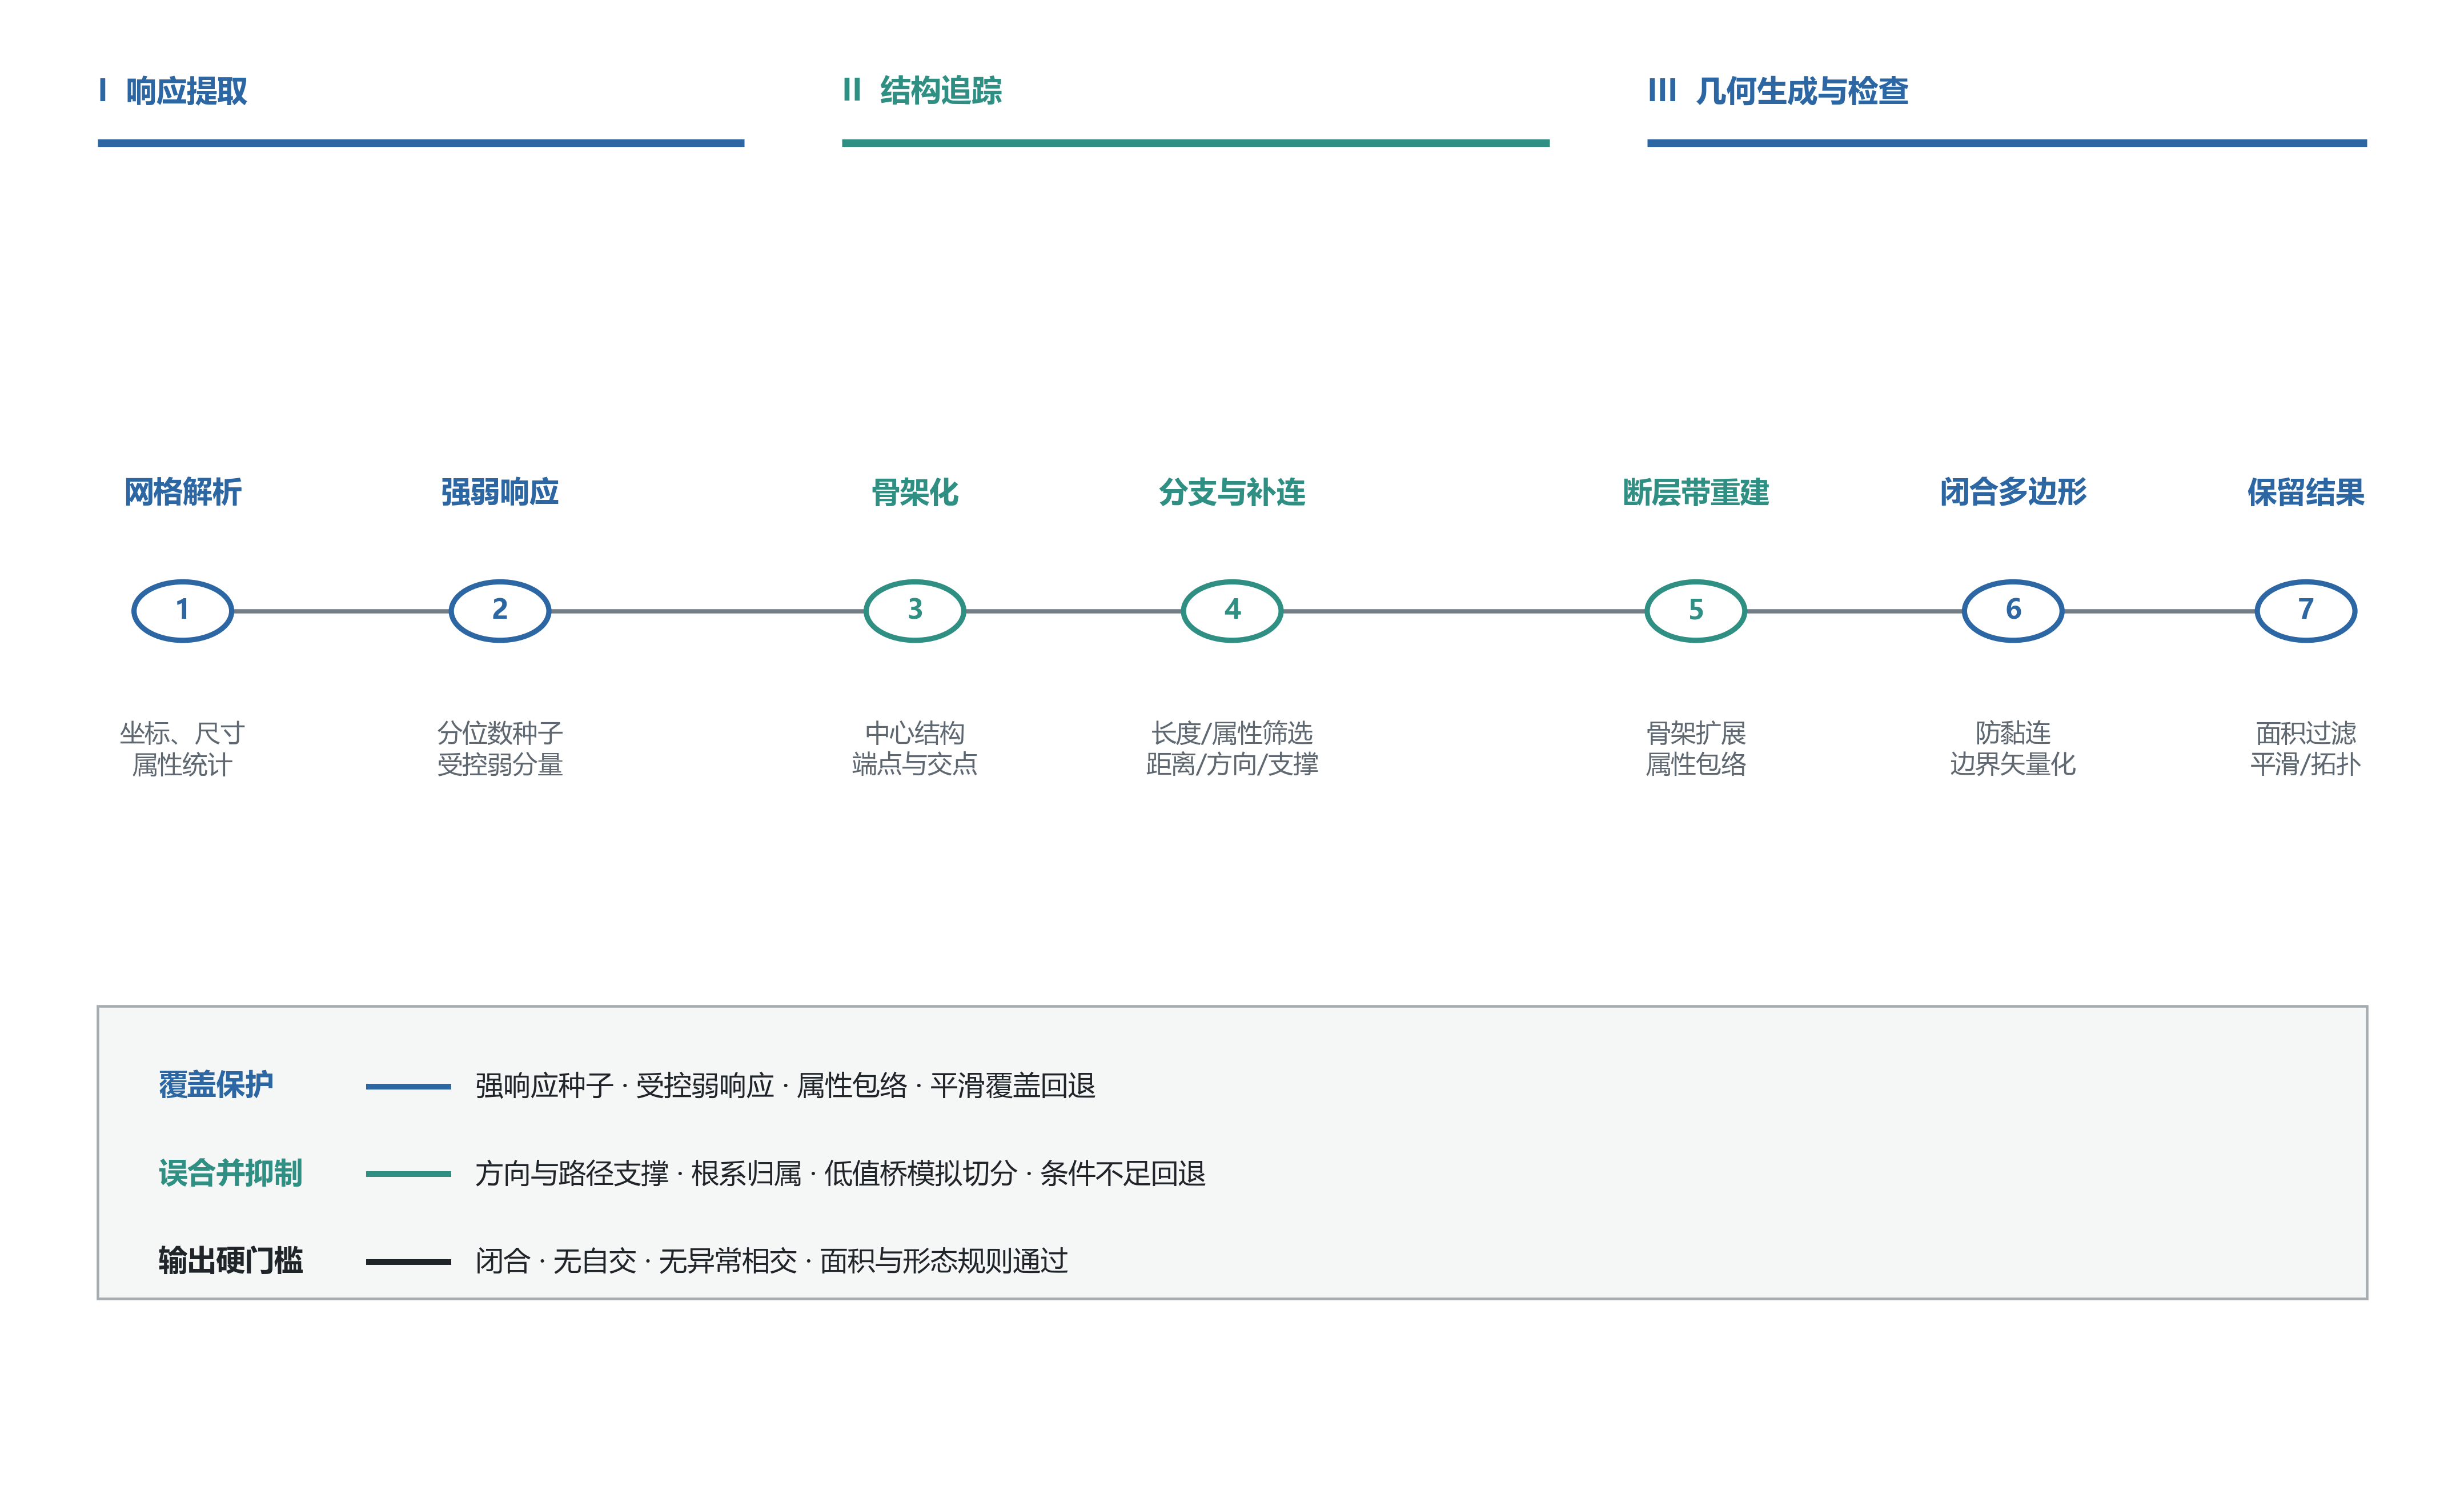 I 响应提取
II 结构追踪
III 几何生成与检查
网格解析
强弱响应
骨架化
分支与补连
断层带重建
闭合多边形
保留结果
1
2
3
4
5
6
7
坐标、尺寸
属性统计
分位数种子
受控弱分量
中心结构
端点与交点
长度/属性筛选
距离/方向/支撑
骨架扩展
属性包络
防黏连
边界矢量化
面积过滤
平滑/拓扑
覆盖保护 强响应种子 · 受控弱响应 · 属性包络 · 平滑覆盖回退
误合并抑制 方向与路径支撑 · 根系归属 · 低值桥模拟切分 · 条件不足回退
输出硬门槛 闭合 · 无自交 · 无异常相交 · 面积与形态规则通过